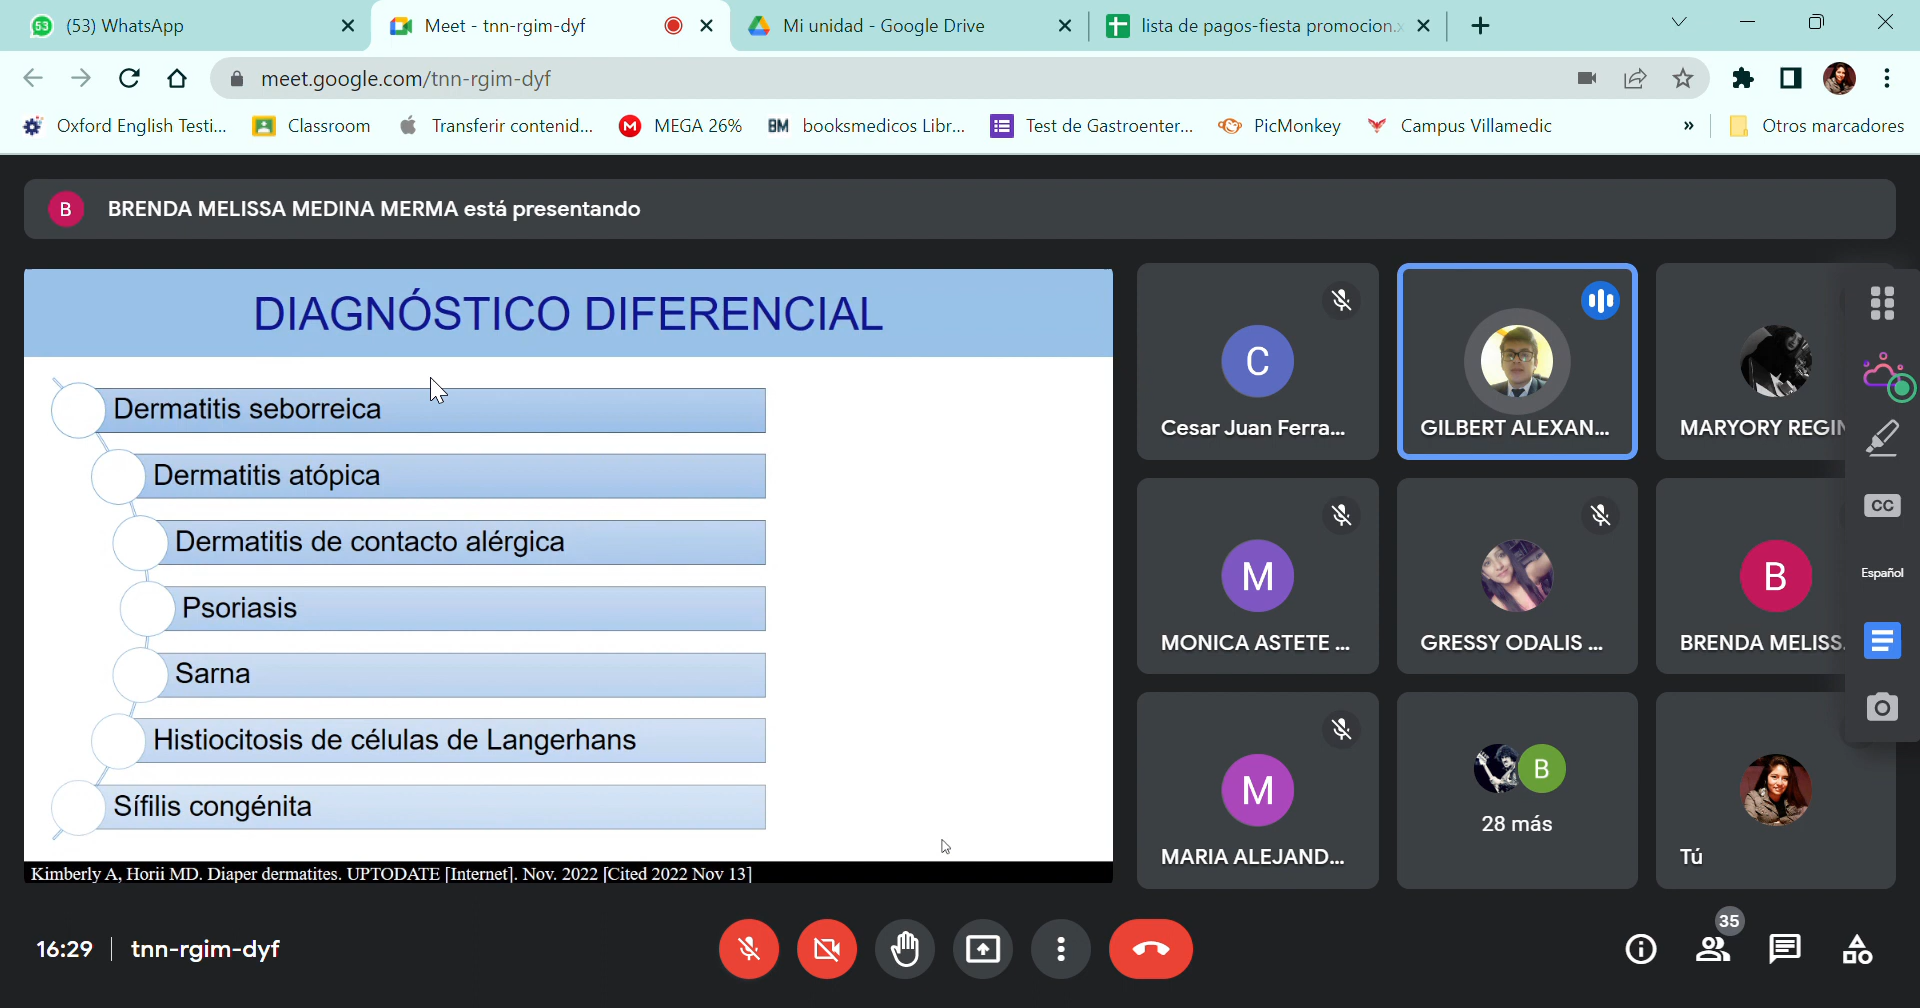 53
(53) WhatsApp
Meet - tnn-rgim-dyf
Mi unidad - Google Drive
lista de pagos-fiesta promocion.x
meet.google.com/tnn-rgim-dyf
Oxford English Testi...
Classroom
Transferir contenid...
M
MEGA 26%
BM
booksmedicos Libr...
Test de Gastroenter...
PicMonkey
Campus Villamedic
»
Otros marcadores
B
BRENDA MELISSA MEDINA MERMA está presentando
DIAGNÓSTICO DIFERENCIAL
Dermatitis seborreica
Dermatitis atópica
Dermatitis de contacto alérgica
Psoriasis
Sarna
Histiocitosis de células de Langerhans
Sífilis congénita
Kimberly A, Horii MD. Diaper dermatites. UPTODATE [Internet]. Nov. 2022 [Cited 2022 Nov 13]
C
Cesar Juan Ferra...
GILBERT ALEXAN...
MARYORY REGIN
M
MONICA ASTETE ...
GRESSY ODALIS ...
B
BRENDA MELISS.
M
MARIA ALEJAND...
B
28 más
Tú
CC
Español
16:29
tnn-rgim-dyf
35